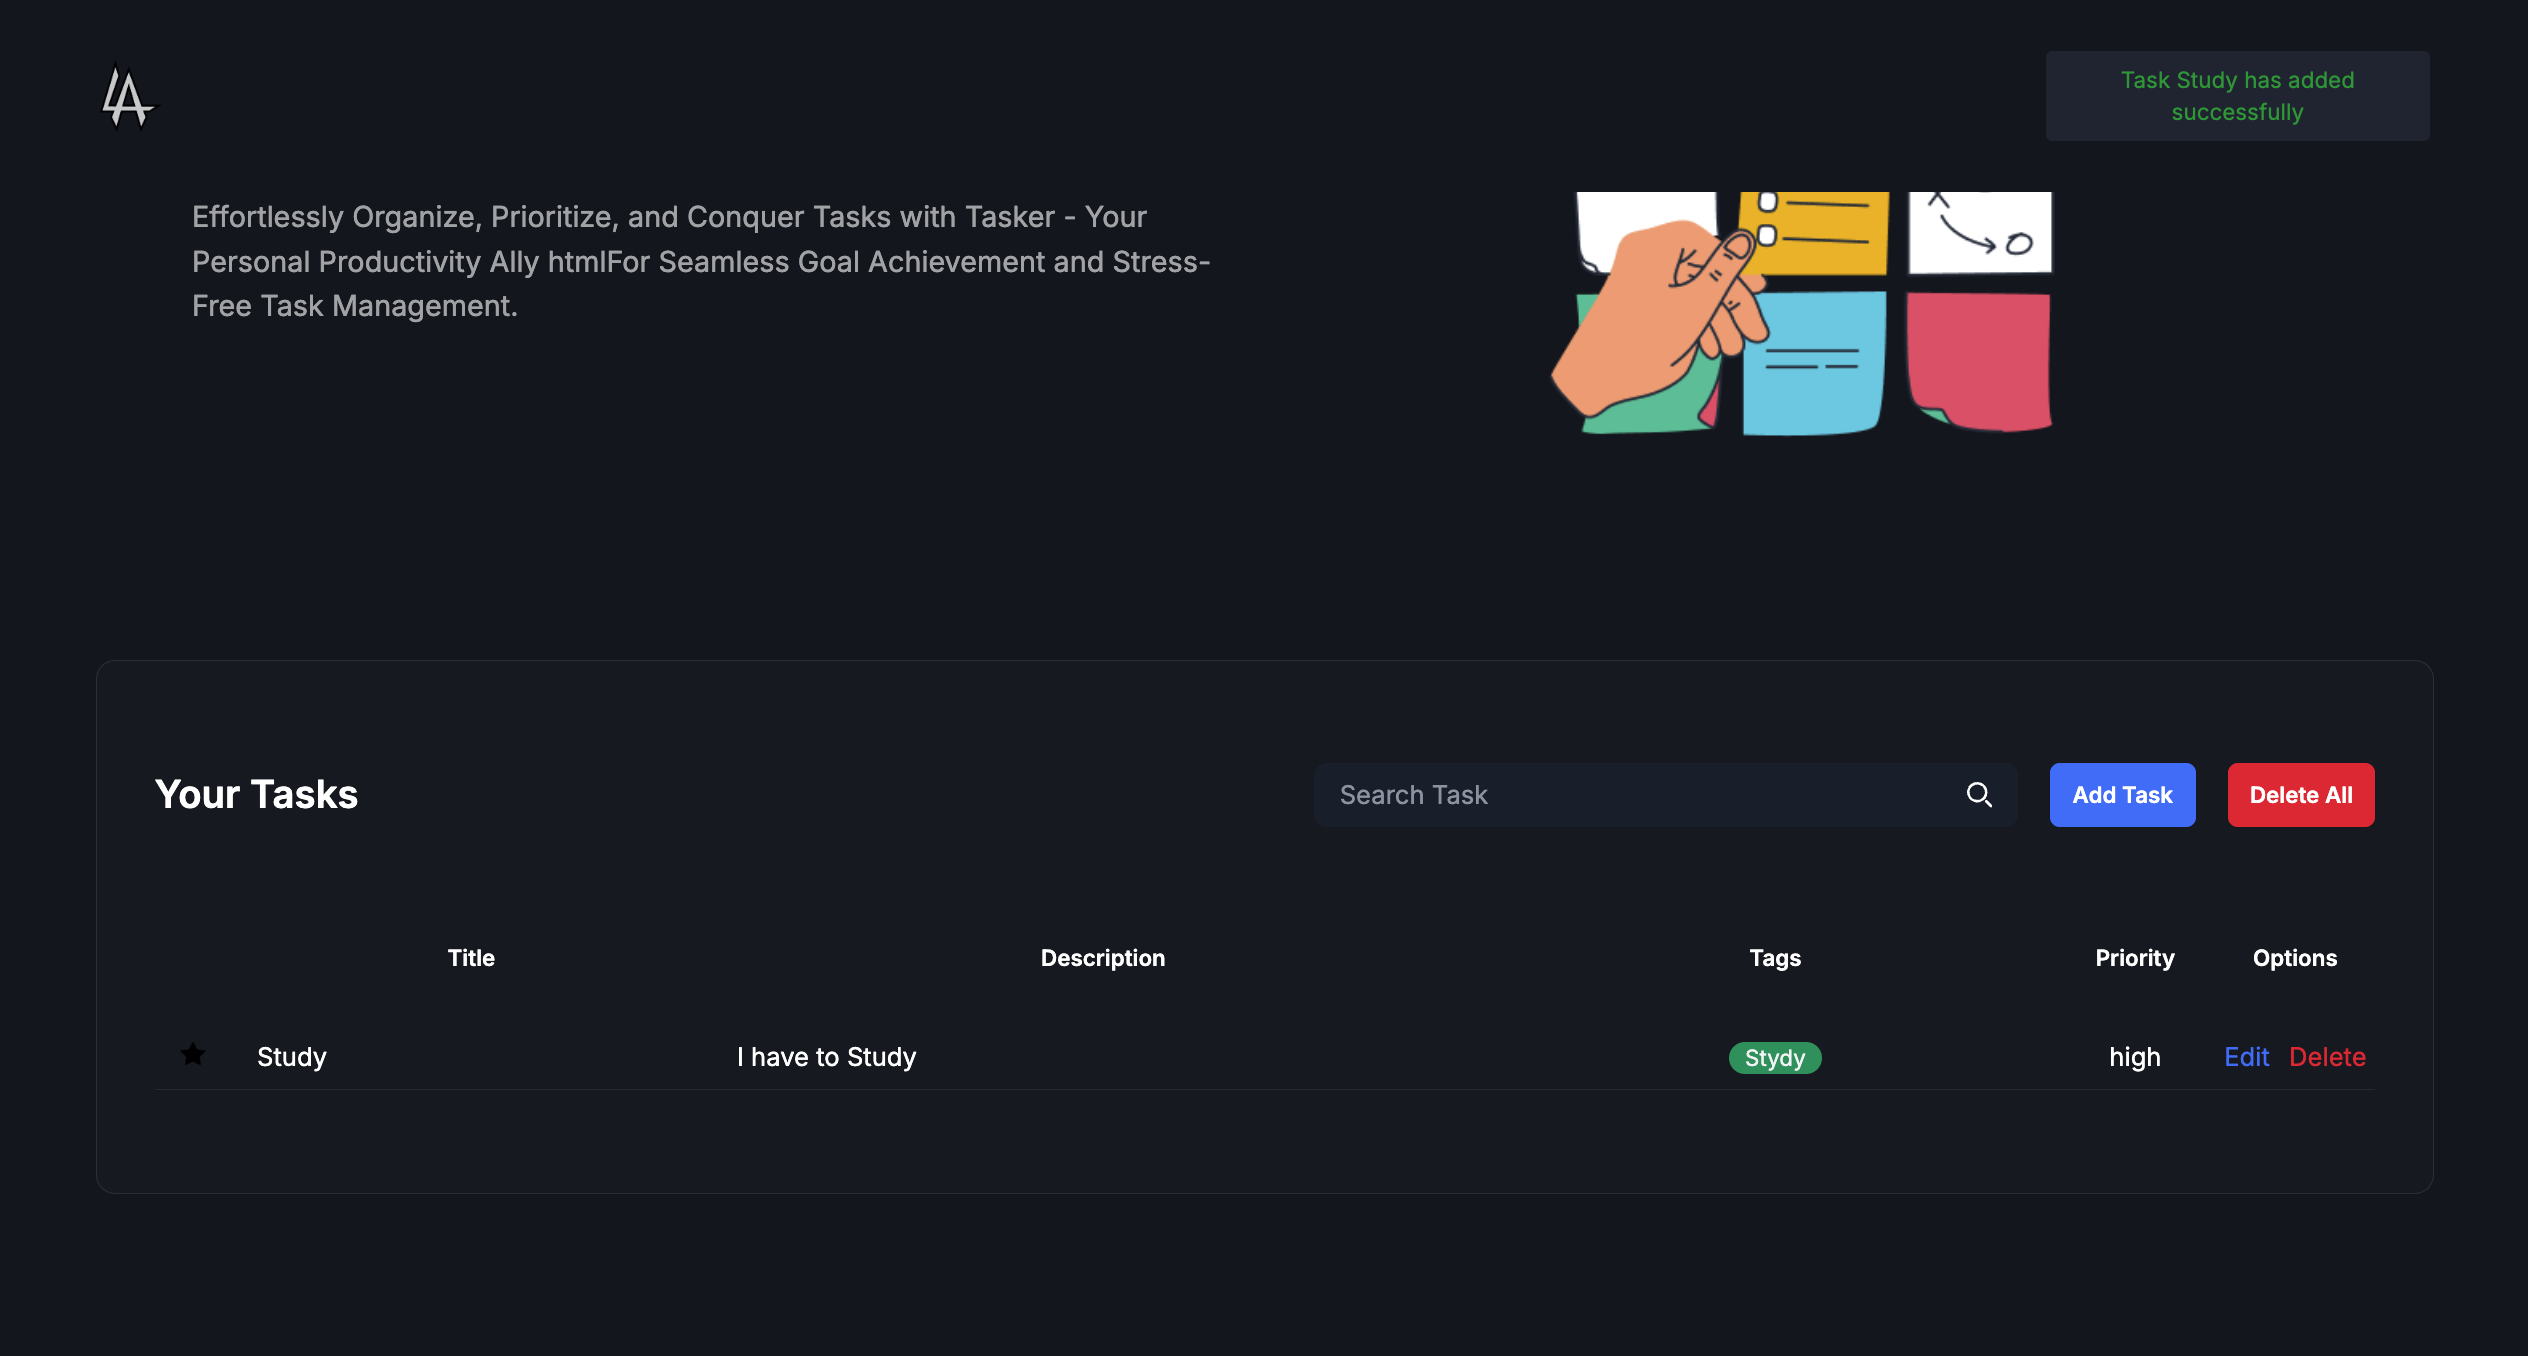 Task Study has added
successfully
Effortlessly Organize, Prioritize, and Conquer Tasks with Tasker - Your
Personal Productivity Ally htmlFor Seamless Goal Achievement and Stress-
Free Task Management.
Your Tasks
Search Task
Add Task
Delete All
Title Description Tags Priority Options
Study I have to Study Stydy high Edit Delete